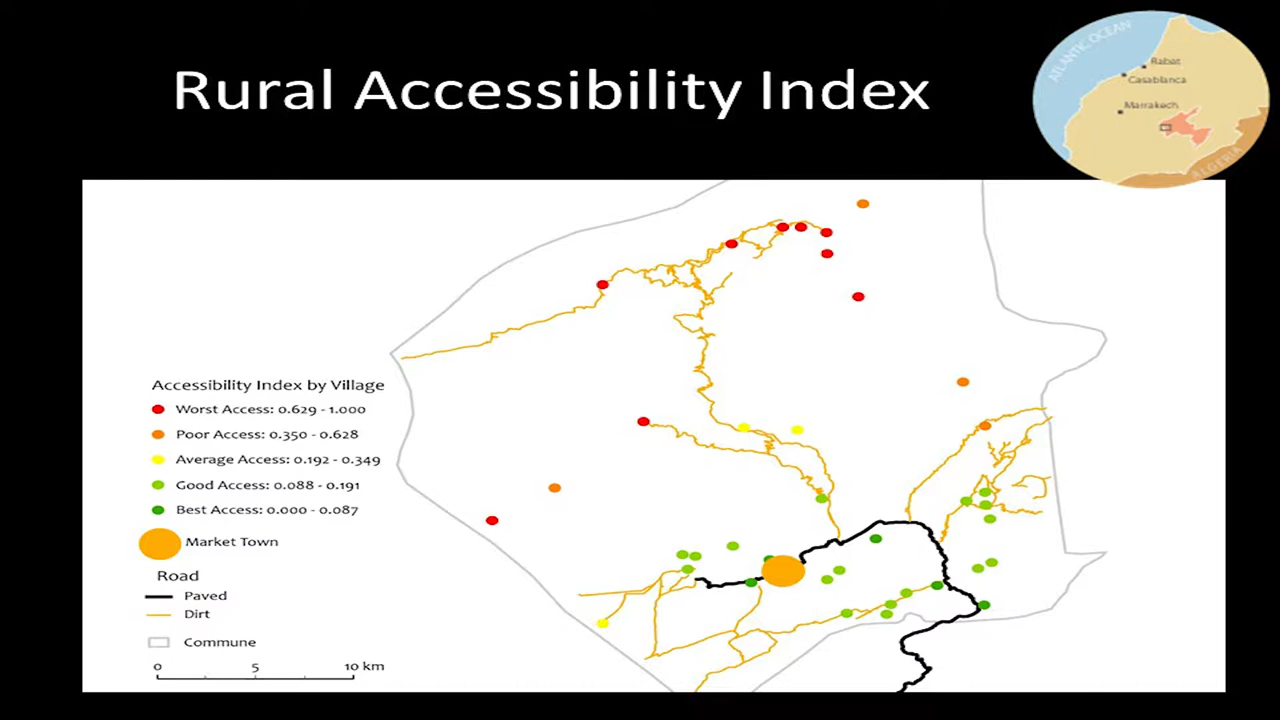 Rural Accessibility Index
ATLANTIC OCEAN
Rabat
Casablanca
Marrakech
ALGERIA
Accessibility Index by Village
Worst Access: 0.629 - 1.000
Poor Access: 0.350 - 0.628
Average Access: 0.192 - 0.349
Good Access: 0.088 - 0.191
Best Access: 0.000 - 0.087
Market Town
Road
Paved
Dirt
Commune
0 5 10 km